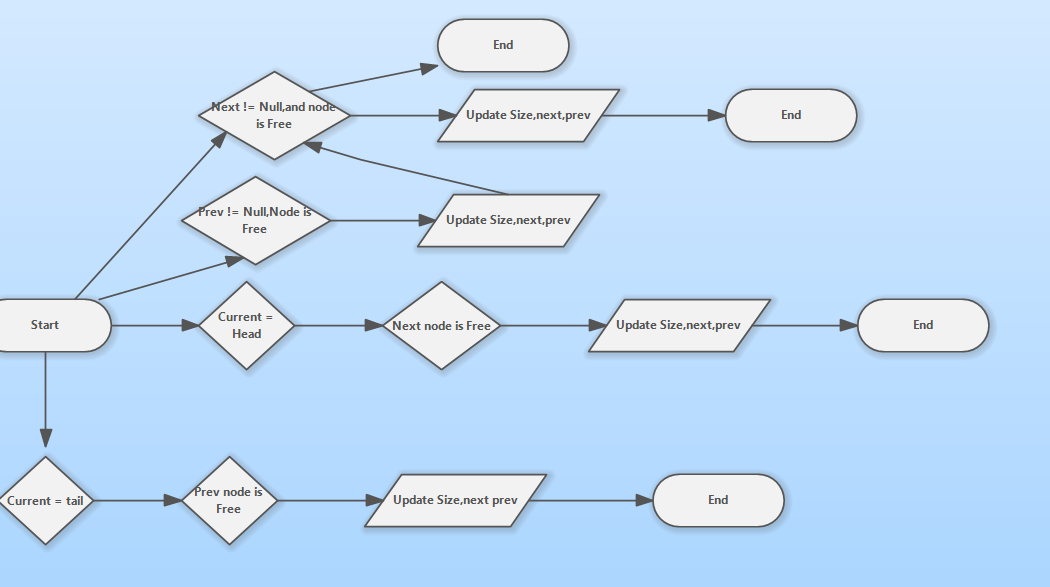 End
Next != Null,and node
is Free
Update Size,next,prev
End
Prev != Null,Node is
Free
Update Size,next,prev
Start
Current =
Head
Next node is Free
Update Size,next,prev
End
Current = tail
Prev node is
Free
Update Size,next prev
End